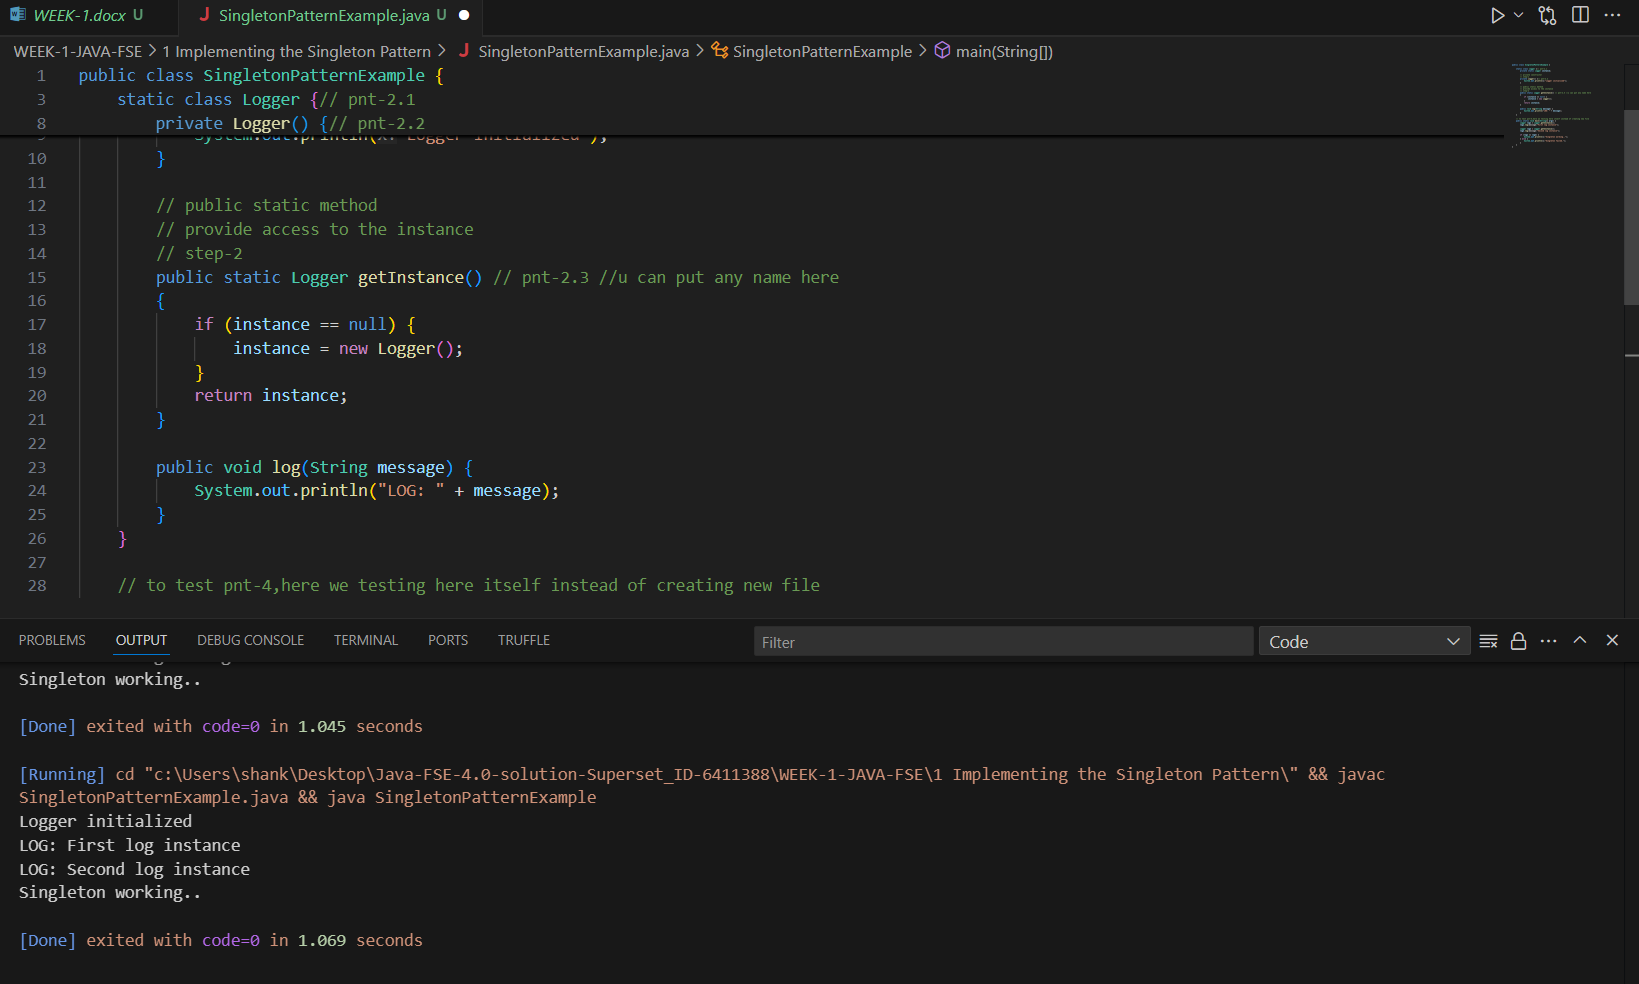 WEEK-1.docx U
SingletonPatternExample.java U
WEEK-1-JAVA-FSE > 1 Implementing the Singleton Pattern > SingletonPatternExample.java > SingletonPatternExample > main(String[])
1 public class SingletonPatternExample {
3 static class Logger {// pnt-2.1
8 private Logger() {// pnt-2.2
10 }
11
12 // public static method
13 // provide access to the instance
14 // step-2
15 public static Logger getInstance() // pnt-2.3 //u can put any name here
16 {
17 if (instance == null) {
18 instance = new Logger();
19 }
20 return instance;
21 }
22
23 public void log(String message) {
24 System.out.println("LOG: " + message);
25 }
26 }
27
28 // to test pnt-4,here we testing here itself instead of creating new file
PROBLEMS OUTPUT DEBUG CONSOLE TERMINAL PORTS TRUFFLE Filter Code
Singleton working..
[Done] exited with code=0 in 1.045 seconds
[Running] cd "c:\Users\shank\Desktop\Java-FSE-4.0-solution-Superset_ID-6411388\WEEK-1-JAVA-FSE\1 Implementing the Singleton Pattern\" && javac
SingletonPatternExample.java && java SingletonPatternExample
Logger initialized
LOG: First log instance
LOG: Second log instance
Singleton working..
[Done] exited with code=0 in 1.069 seconds